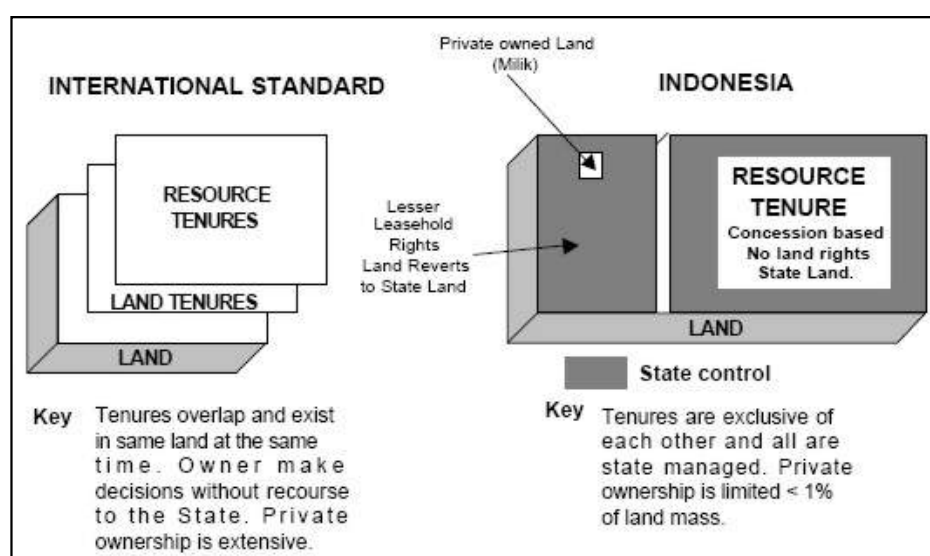 INTERNATIONAL STANDARD
RESOURCE
TENURES
LAND TENURES
LAND
Key Tenures overlap and exist
in same land at the same
time. Owner make
decisions without recourse
to the State. Private
ownership is extensive.
Private owned Land
(Milik)
INDONESIA
Lesser
Leasehold
Rights
Land Reverts
to State Land
RESOURCE
TENURE
Concession based
No land rights
State Land.
LAND
State control
Key Tenures are exclusive of
each other and all are
state managed. Private
ownership is limited < 1%
of land mass.